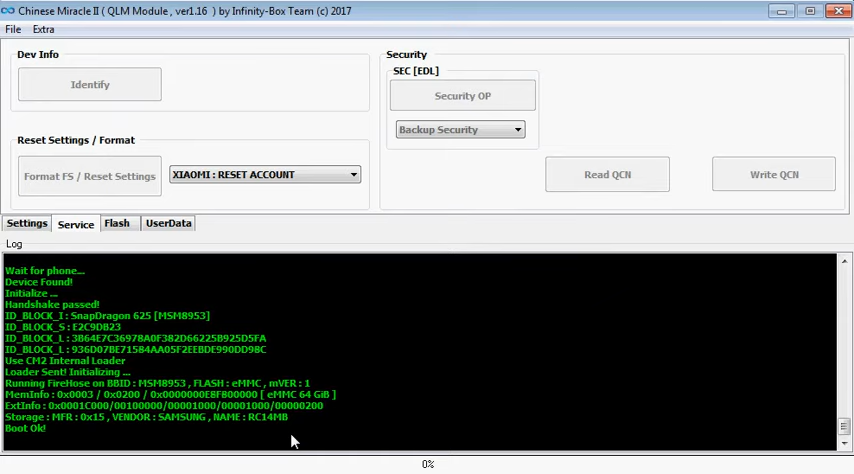 Chinese Miracle II ( QLM Module , ver1.16 ) by Infinity-Box Team (c) 2017
File Extra
Dev Info
Identify
Security
SEC [EDL]
Security OP
Backup Security
Reset Settings / Format
Format FS / Reset Settings
XIAOMI : RESET ACCOUNT
Read QCN
Write QCN
Settings Service Flash UserData
Log
Wait for phone...
Device Found!
Initialize ...
Handshake passed!
ID_BLOCK_I : SnapDragon 625 [MSM8953]
ID_BLOCK_S : E2C9DB23
ID_BLOCK_L : 3B64E7C36978A0F382D66225B925D5FA
ID_BLOCK_L : 936D07BE71584AA05F2EEBDE990DD98C
Use CM2 Internal Loader
Loader Sent! Initializing ...
Running FireHose on BBID : MSM8953 , FLASH : eMMC , mVER : 1
MemInfo : 0x0003 / 0x0200 / 0x0000000E8F800000 [ eMMC 64 GiB ]
ExtInfo : 0x0001C000/00100000/00001000/00001000/00000200
Storage : MFR : 0x15 , VENDOR : SAMSUNG , NAME : RC14MB
Boot Ok!
0%